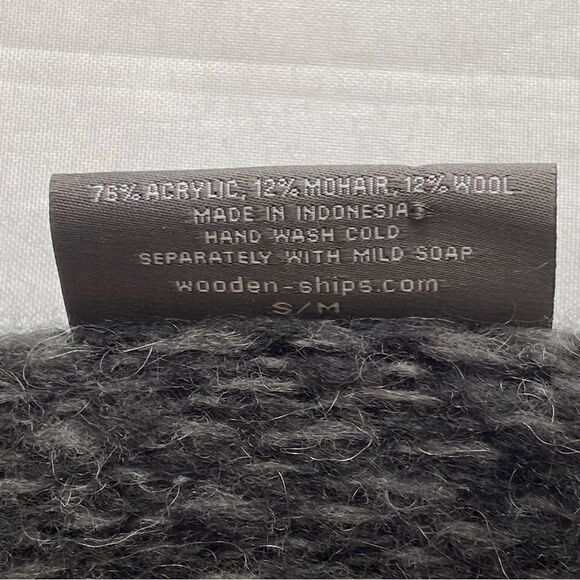 76% ACRYLIC, 12% MOHAIR, 12% WOOL
MADE IN INDONESIA
HAND WASH COLD
SEPARATELY WITH MILD SOAP
wooden-ships.com
S/M